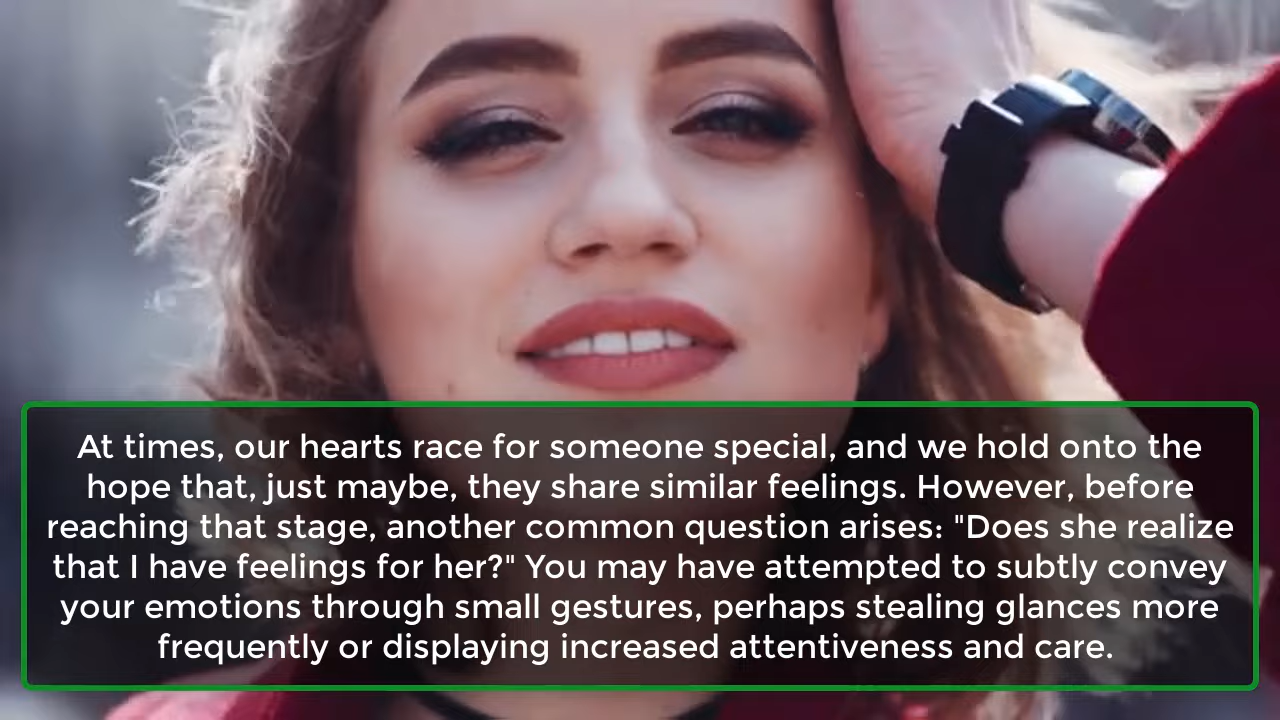 At times, our hearts race for someone special, and we hold onto the
hope that, just maybe, they share similar feelings. However, before
reaching that stage, another common question arises: "Does she realize
that I have feelings for her?" You may have attempted to subtly convey
your emotions through small gestures, perhaps stealing glances more
frequently or displaying increased attentiveness and care.